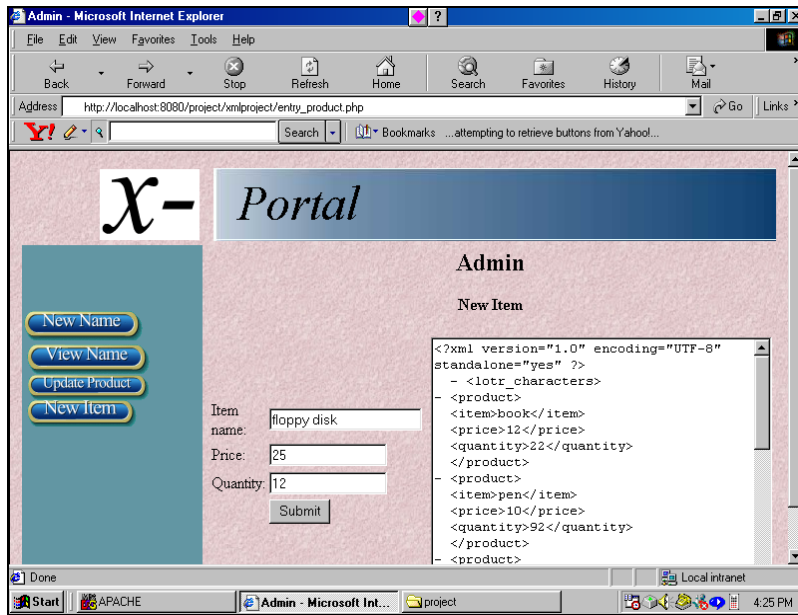 Admin - Microsoft Internet Explorer
?
File Edit View Favorites Tools Help
Back Forward Stop Refresh Home Search Favorites History Mail
Address http://localhost:8080/project/xmlproject/entry_product.php Go Links
Y! Search Bookmarks ...attempting to retrieve buttons from Yahoo!...
X- Portal
Admin
New Item
New Name
View Name
Update Product
New Item
Item name: floppy disk
Price: 25
Quantity: 12
Submit
<?xml version="1.0" encoding="UTF-8"
standalone="yes" ?>
- <lotr_characters>
- <product>
<item>book</item>
<price>12</price>
<quantity>22</quantity>
</product>
- <product>
<item>pen</item>
<price>10</price>
<quantity>92</quantity>
</product>
- <product>
Done Local intranet
Start APACHE Admin - Microsoft Int... project 4:25 PM